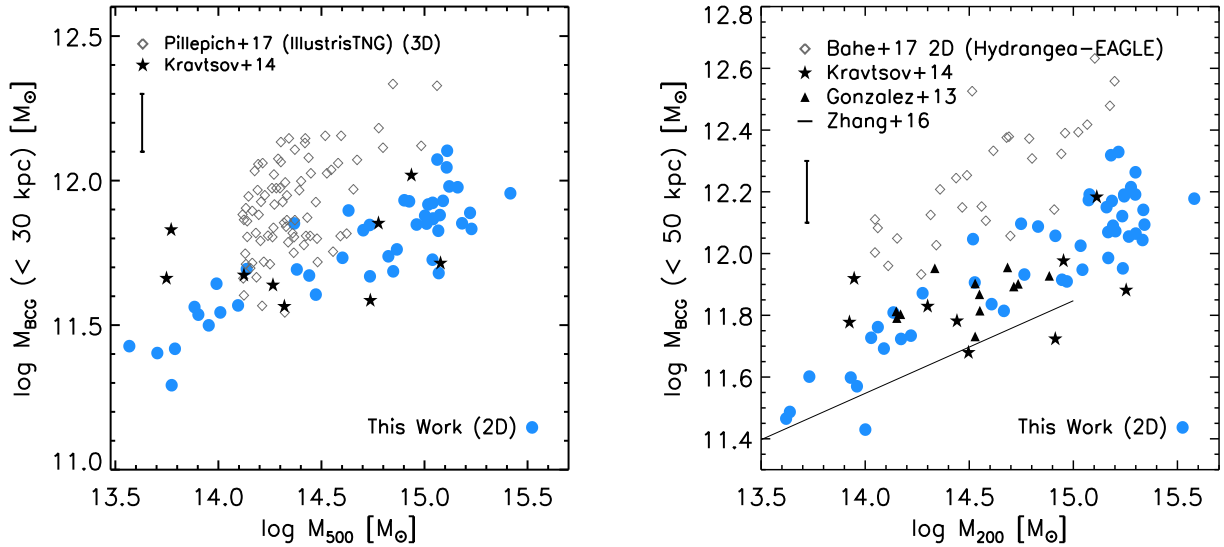 12.5
12.0
11.5
11.0
log M_BCG (< 30 kpc) [M_⊙]
◇ Pillepich+17 (IllustrisTNG) (3D)
★ Kravtsov+14
This Work (2D)
13.5 14.0 14.5 15.0 15.5
log M_500 [M_⊙]
12.8
12.6
12.4
12.2
12.0
11.8
11.6
11.4
log M_BCG (< 50 kpc) [M_⊙]
◇ Bahe+17 2D (Hydrangea−EAGLE)
★ Kravtsov+14
▲ Gonzalez+13
— Zhang+16
This Work (2D)
13.5 14.0 14.5 15.0 15.5
log M_200 [M_⊙]